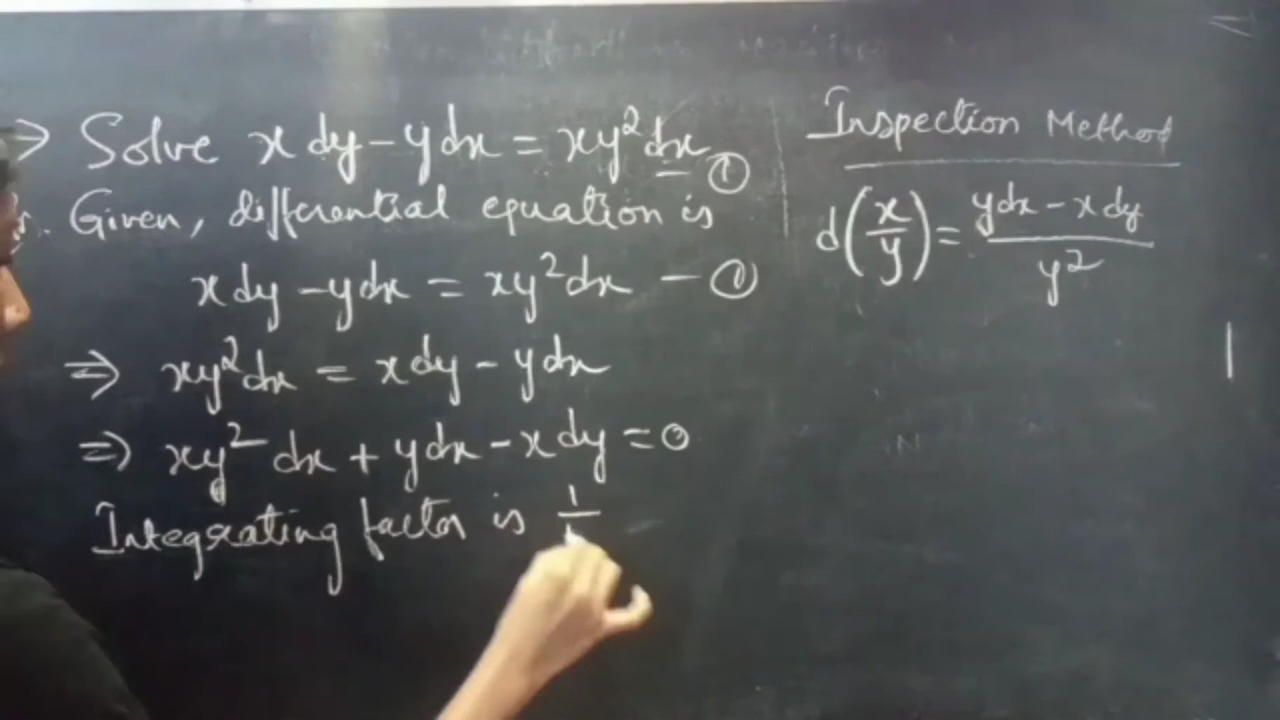 ⇒ Solve x dy - y dx = xy² dx ①
Given, differential equation is
x dy - y dx = xy² dx - ①
⇒ xy² dx = x dy - y dx
⇒ xy² dx + y dx - x dy = 0
Integrating factor is 1/
Inspection Method
d(x/y) = (y dx - x dy)/y²